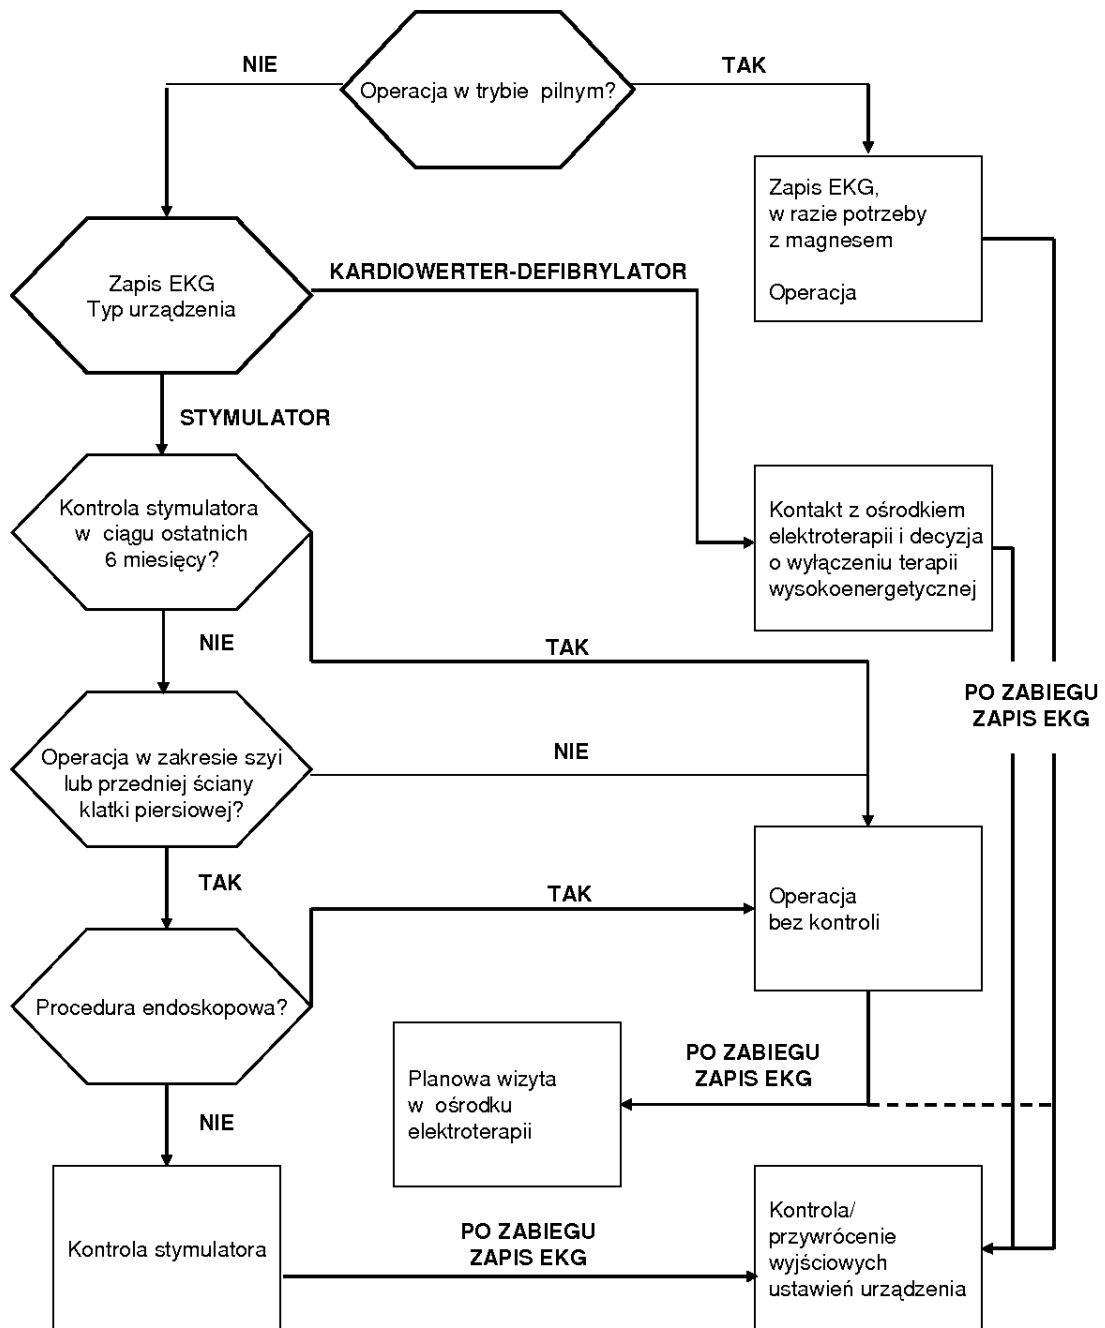 NIE
TAK
Operacja w trybie pilnym?
Zapis EKG,
w razie potrzeby
z magnesem
Operacja
Zapis EKG
Typ urządzenia
KARDIOWERTER-DEFIBRYLATOR
STYMULATOR
Kontrola stymulatora
w ciągu ostatnich
6 miesięcy?
Kontakt z ośrodkiem
elektroterapii i decyzja
o wyłączeniu terapii
wysokoenergetycznej
NIE
TAK
PO ZABIEGU
ZAPIS EKG
Operacja w zakresie szyi
lub przedniej ściany
klatki piersiowej?
NIE
TAK
TAK
Operacja
bez kontroli
Procedura endoskopowa?
PO ZABIEGU
ZAPIS EKG
Planowa wizyta
w ośrodku
elektroterapii
NIE
Kontrola stymulatora
PO ZABIEGU
ZAPIS EKG
Kontrola/
przywrócenie
wyjściowych
ustawień urządzenia